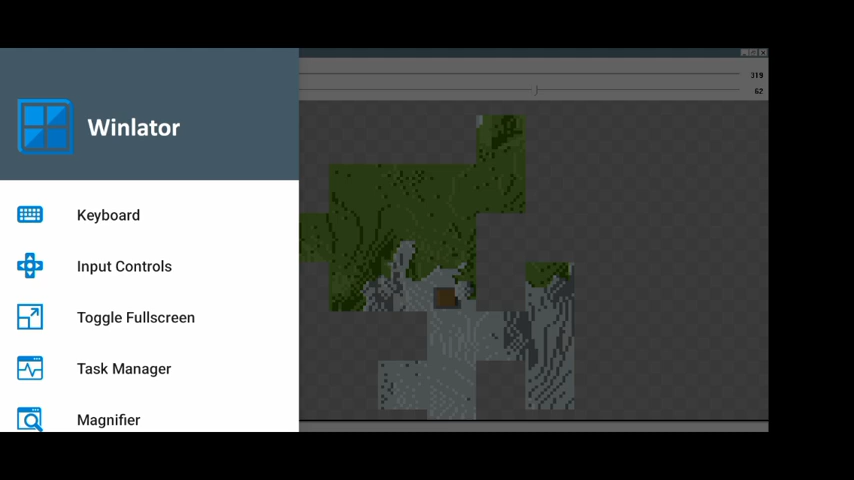 Winlator
319
62
Keyboard
Input Controls
Toggle Fullscreen
Task Manager
Magnifier